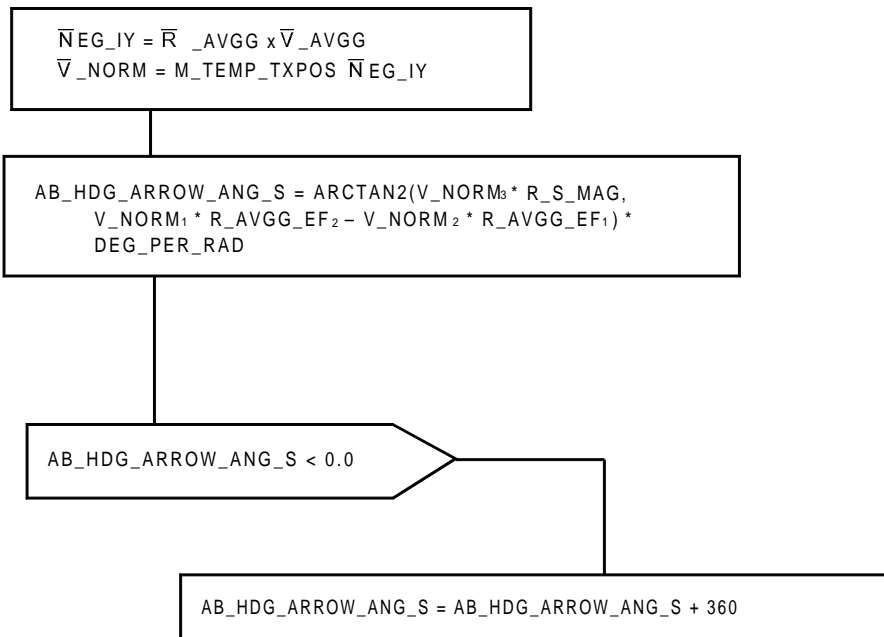 N̅EG_IY = R̅ _AVGG x V̅_AVGG
V̅_NORM = M_TEMP_TXPOS N̅EG_IY
AB_HDG_ARROW_ANG_S = ARCTAN2(V_NORM₃* R_S_MAG,
V_NORM₁ * R_AVGG_EF₂ – V_NORM₂ * R_AVGG_EF₁) *
DEG_PER_RAD
AB_HDG_ARROW_ANG_S < 0.0
AB_HDG_ARROW_ANG_S = AB_HDG_ARROW_ANG_S + 360